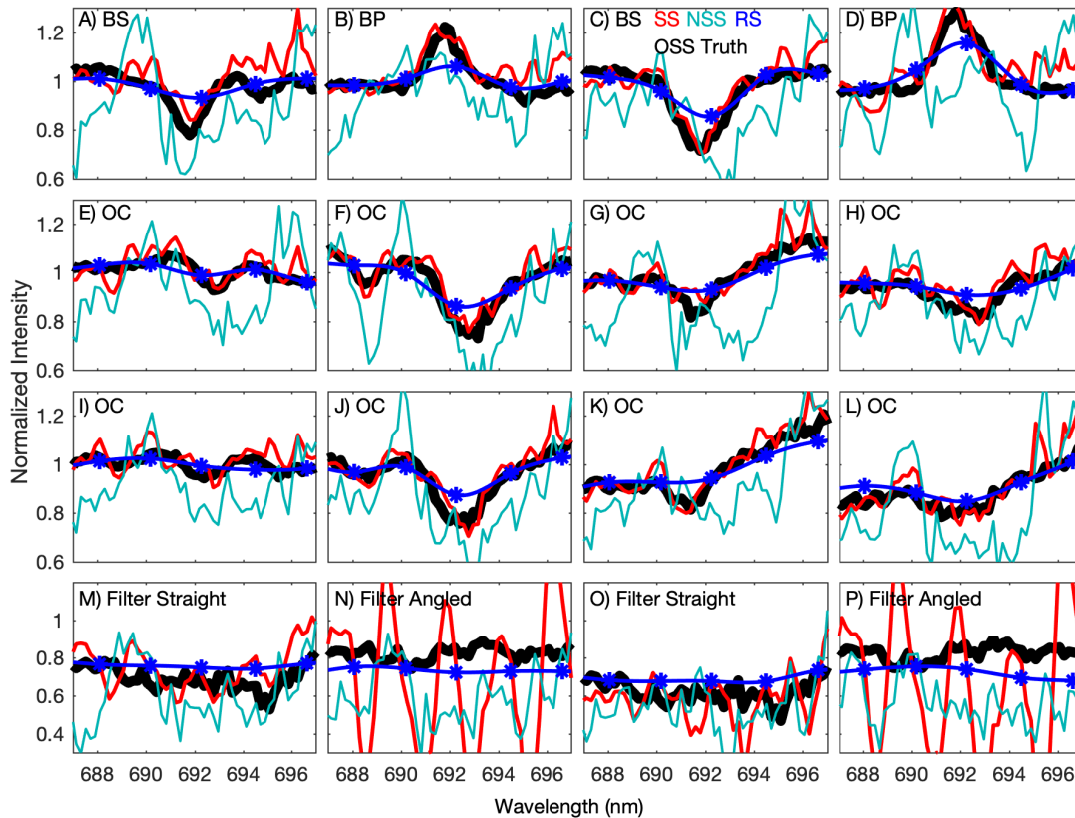 A) BS
B) BP
C) BS SS NSS RS
OSS Truth
D) BP
1.2
1
0.8
0.6
E) OC
F) OC
G) OC
H) OC
1.2
1
0.8
0.6
I) OC
J) OC
K) OC
L) OC
1.2
1
0.8
0.6
M) Filter Straight
N) Filter Angled
O) Filter Straight
P) Filter Angled
1
0.8
0.6
0.4
688 690 692 694 696
688 690 692 694 696
688 690 692 694 696
688 690 692 694 696
Normalized Intensity
Wavelength (nm)